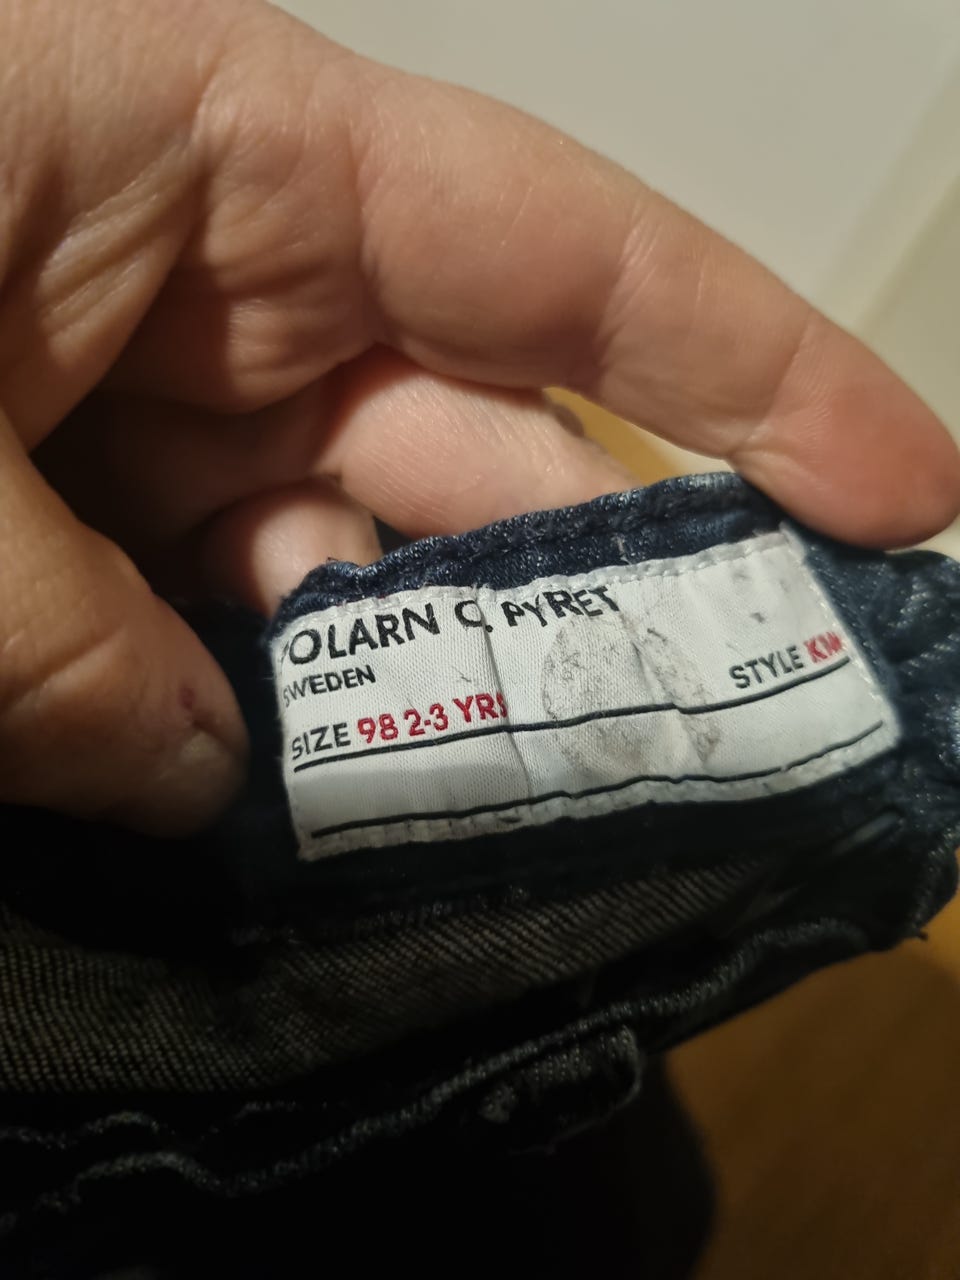 POLARN O. PYRET
SWEDEN
SIZE 98 2-3 YRS
STYLE